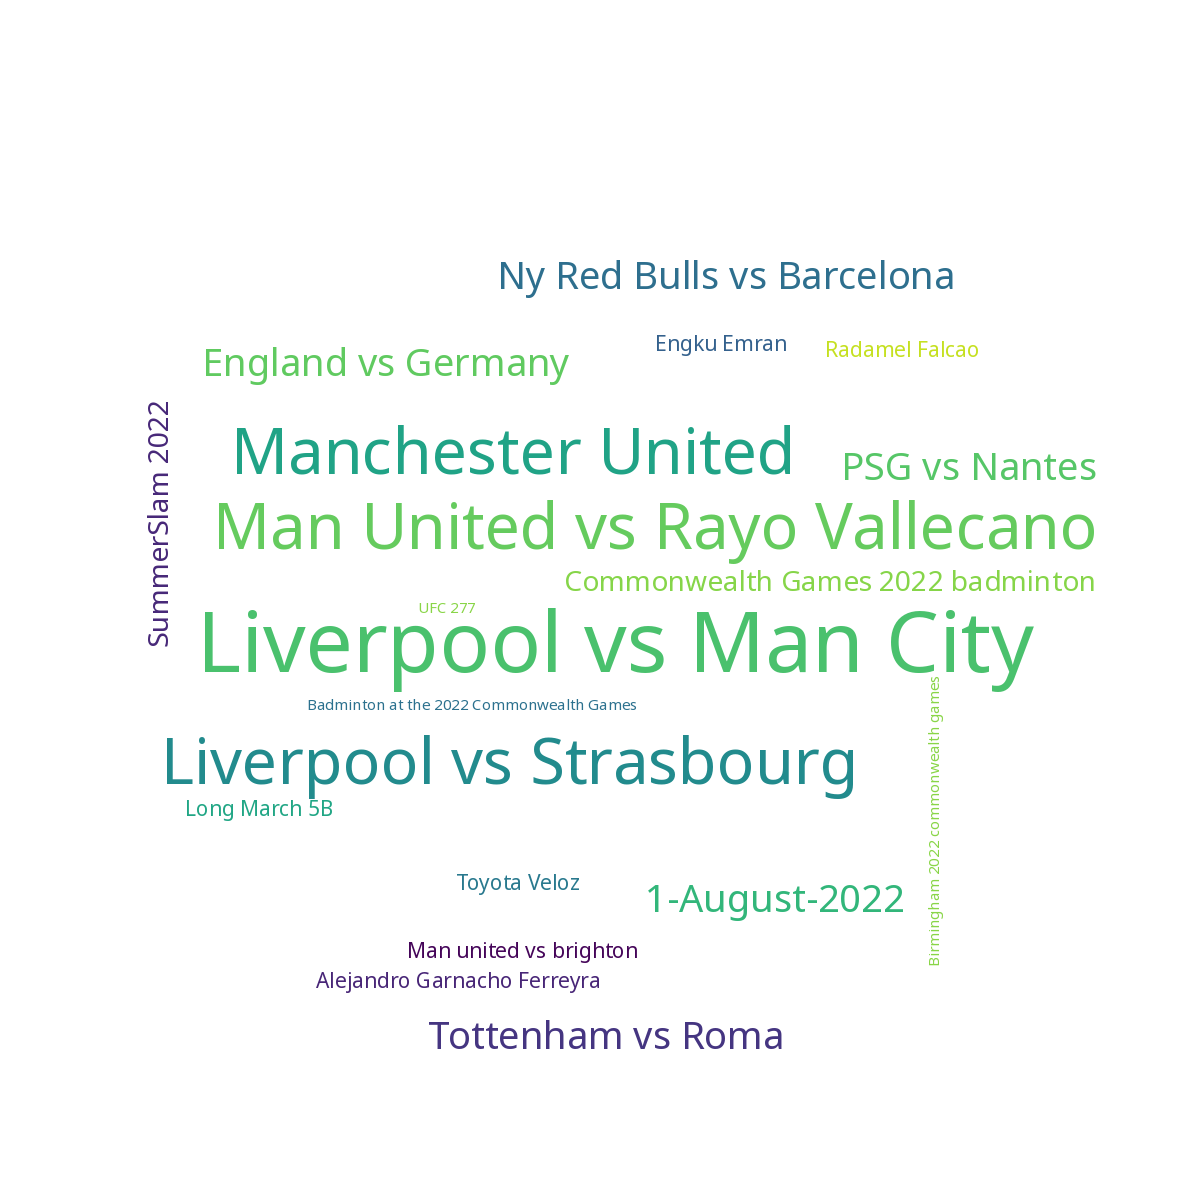 Ny Red Bulls vs Barcelona
Engku Emran
Radamel Falcao
England vs Germany
SummerSlam 2022
Manchester United
PSG vs Nantes
Man United vs Rayo Vallecano
Commonwealth Games 2022 badminton
UFC 277
Liverpool vs Man City
Badminton at the 2022 Commonwealth Games
Birmingham 2022 commonwealth games
Liverpool vs Strasbourg
Long March 5B
Toyota Veloz
1-August-2022
Man united vs brighton
Alejandro Garnacho Ferreyra
Tottenham vs Roma